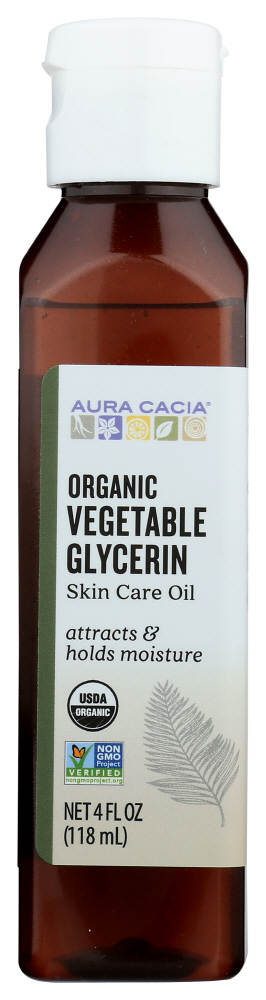 AURA CACIA®
ORGANIC
VEGETABLE
GLYCERIN
Skin Care Oil
attracts &
holds moisture
USDA
ORGANIC
NON
GMO
Project
VERIFIED
nongmoproject.org
NET 4 FL OZ
(118 mL)